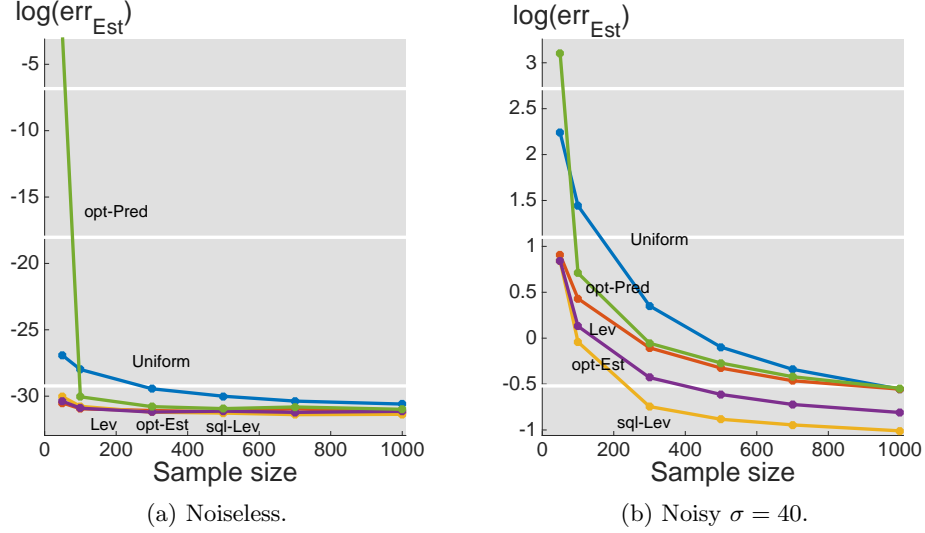 log(err_Est)
-5
-10
-15
-20
-25
-30
opt-Pred
Uniform
Lev opt-Est sql-Lev
0 200 400 600 800 1000
Sample size
(a) Noiseless.
log(err_Est)
3
2.5
2
1.5
1
0.5
0
-0.5
-1
Uniform
opt-Pred
Lev
opt-Est
sql-Lev
0 200 400 600 800 1000
Sample size
(b) Noisy σ = 40.